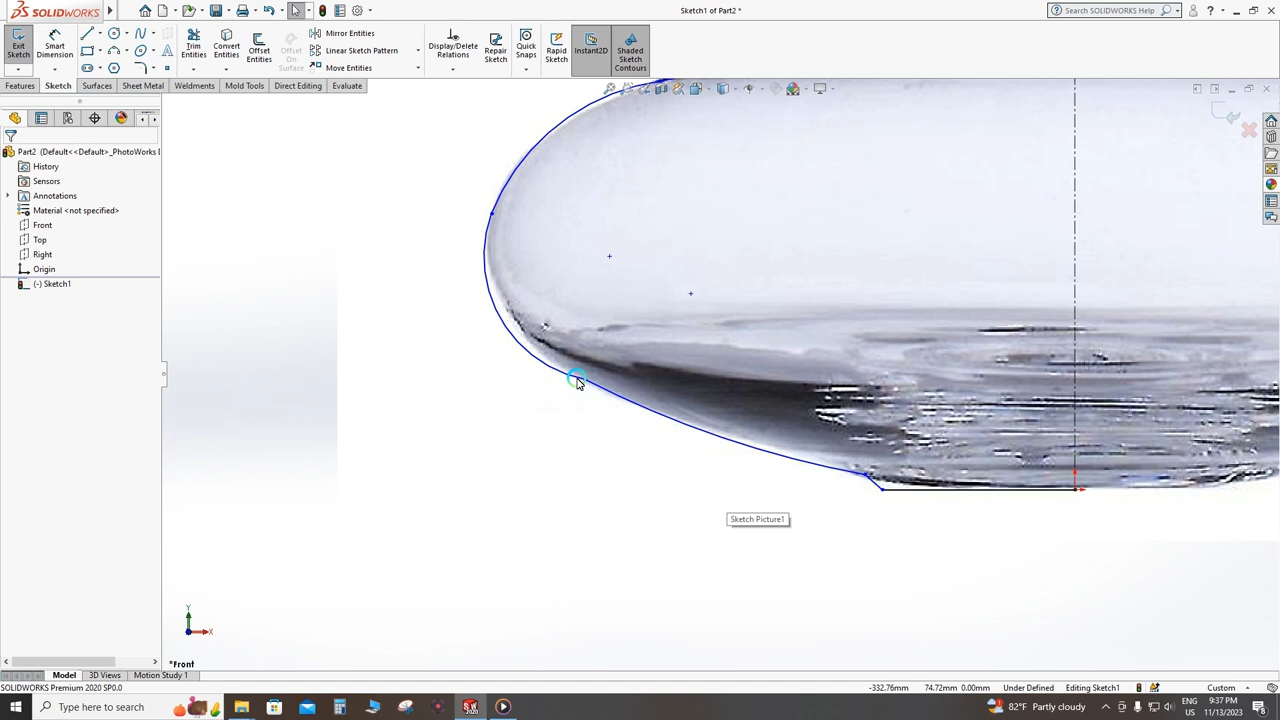 SOLIDWORKS
Sketch1 of Part2 *
Search SOLIDWORKS Help
Exit Sketch
Smart Dimension
Trim Entities
Convert Entities
Offset Entities
Offset On Surface
Mirror Entities
Linear Sketch Pattern
Move Entities
Display/Delete Relations
Repair Sketch
Quick Snaps
Rapid Sketch
Instant2D
Shaded Sketch Contours
Features
Sketch
Surfaces
Sheet Metal
Weldments
Mold Tools
Direct Editing
Evaluate
Part2 (Default<<Default>_PhotoWorks D
History
Sensors
Annotations
Material <not specified>
Front
Top
Right
Origin
(-) Sketch1
Sketch Picture1
Y
X
*Front
Model
3D Views
Motion Study 1
SOLIDWORKS Premium 2020 SP0.0
-332.76mm
74.72mm 0.00mm
Under Defined
Editing Sketch1
Custom
Type here to search
82°F Partly cloudy
ENG
US
9:37 PM
11/13/2023